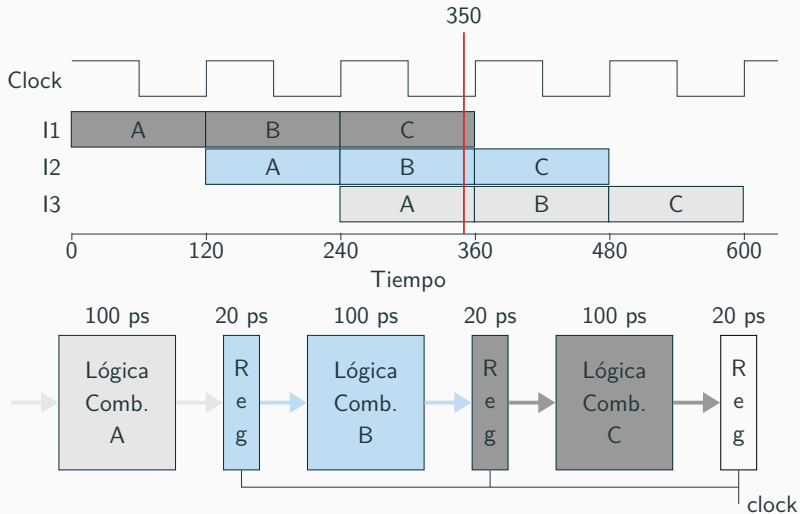 350
Clock
I1 A B C
I2 A B C
I3 A B C
0 120 240 360 480 600
Tiempo
100 ps 20 ps 100 ps 20 ps 100 ps 20 ps
Lógica
Comb.
A
R
e
g
Lógica
Comb.
B
R
e
g
Lógica
Comb.
C
R
e
g
clock